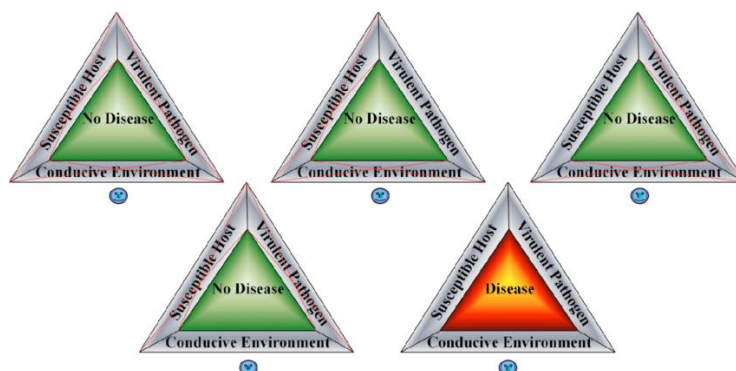 Susceptible Host
Virulent Pathogen
No Disease
Conducive Environment
Susceptible Host
Virulent Pathogen
No Disease
Conducive Environment
Susceptible Host
Virulent Pathogen
No Disease
Conducive Environment
Susceptible Host
Virulent Pathogen
No Disease
Conducive Environment
Susceptible Host
Virulent Pathogen
Disease
Conducive Environment